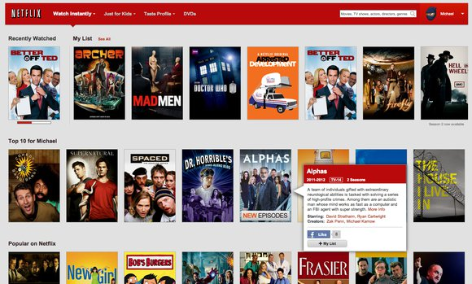 NETFLIX
Watch Instantly
Just for Kids
Taste Profile
DVDs
Movies, TV shows, actors, directors, genres
Michael
Recently Watched
My List
See All
BETTER OFF TED
ARCHER
MAD MEN
DOCTOR WHO
ARRESTED DEVELOPMENT
BETTER OFF TED
Firefly
HELL ON WHEELS
Top 10 for Michael
SUPERNATURAL
SPACED
DR. HORRIBLE'S
ALPHAS
NEW EPISODES
THE HOUSE I LIVE IN
Alphas
2011-2012 TV-14 2 Seasons
A team of individuals gifted with extraordinary
neurological abilities is tasked with solving a series
of high-profile crimes. Among them are an autistic
man whose mind works as fast as a computer and
an FBI agent with super strength. More Info
Starring: David Strathairn, Ryan Cartwright
Creators: Zak Penn, Michael Karnow
Like
+ My List
Popular on Netflix
New Girl
BOB'S BURGERS
FRASIER